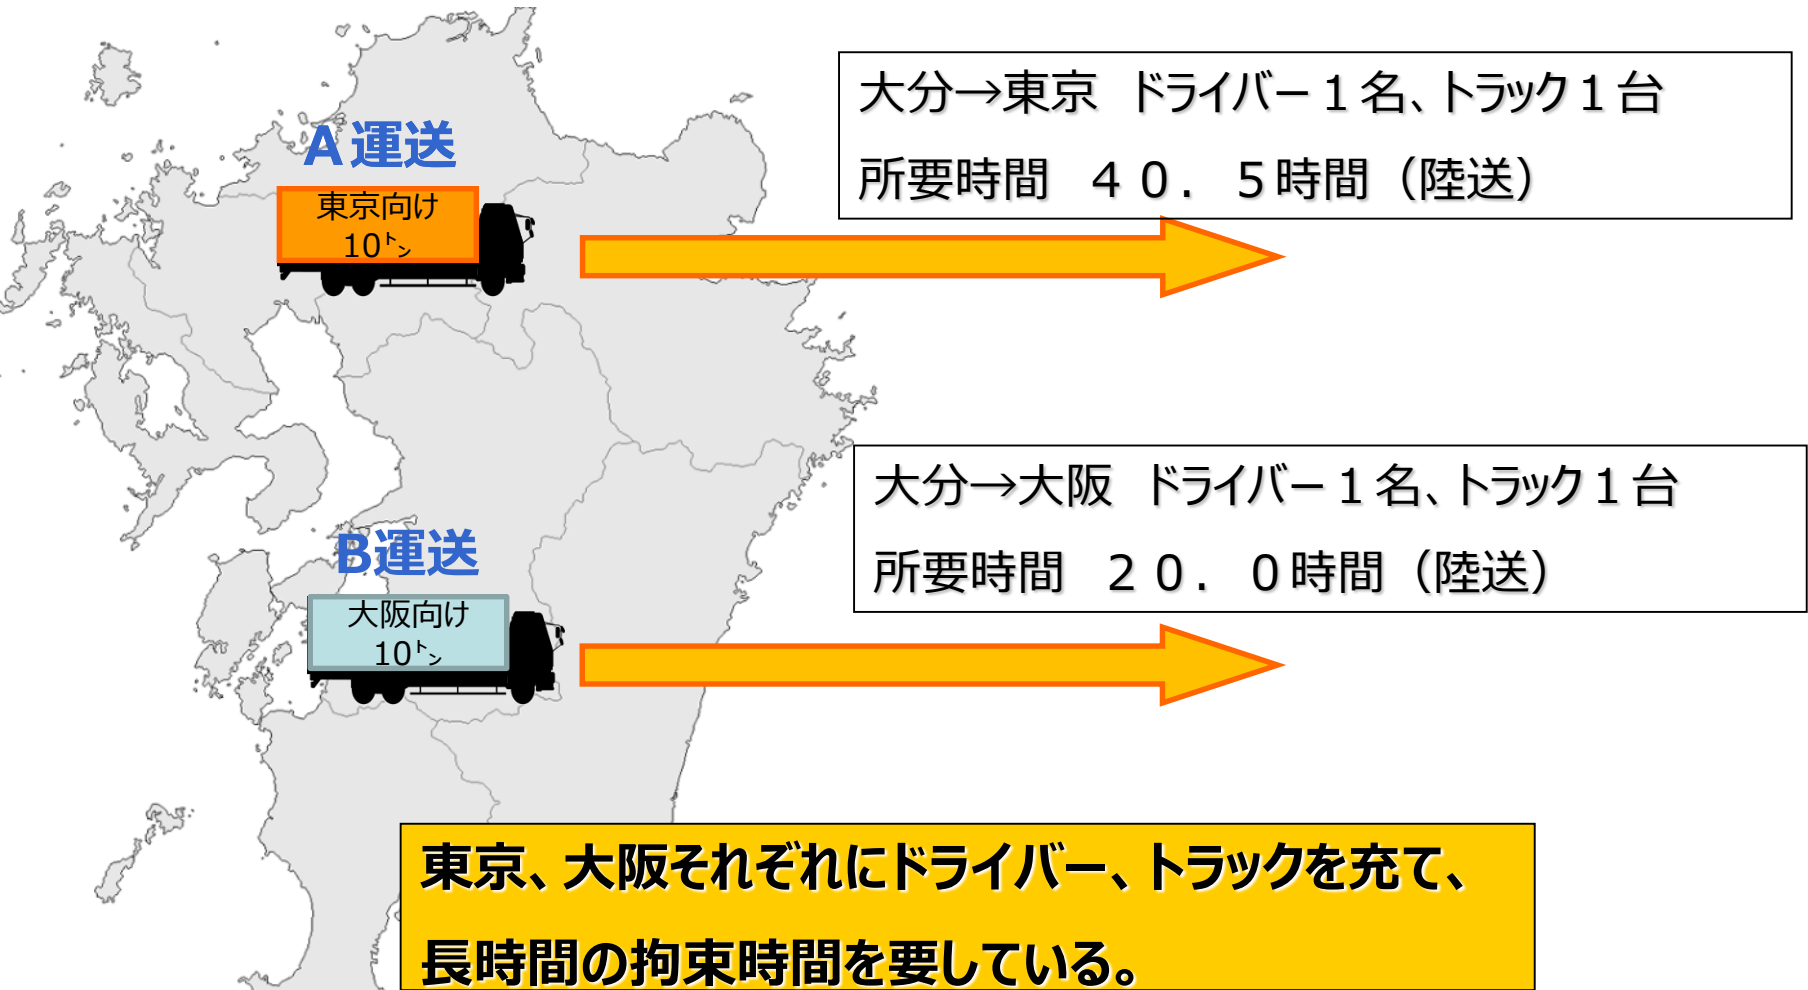 大分→東京　ドライバー１名、トラック１台
所要時間　４０．５時間（陸送）
A運送
東京向け
10㌧
大分→大阪　ドライバー１名、トラック１台
所要時間　２０．０時間（陸送）
B運送
大阪向け
10㌧
東京、大阪それぞれにドライバー、トラックを充て、
長時間の拘束時間を要している。